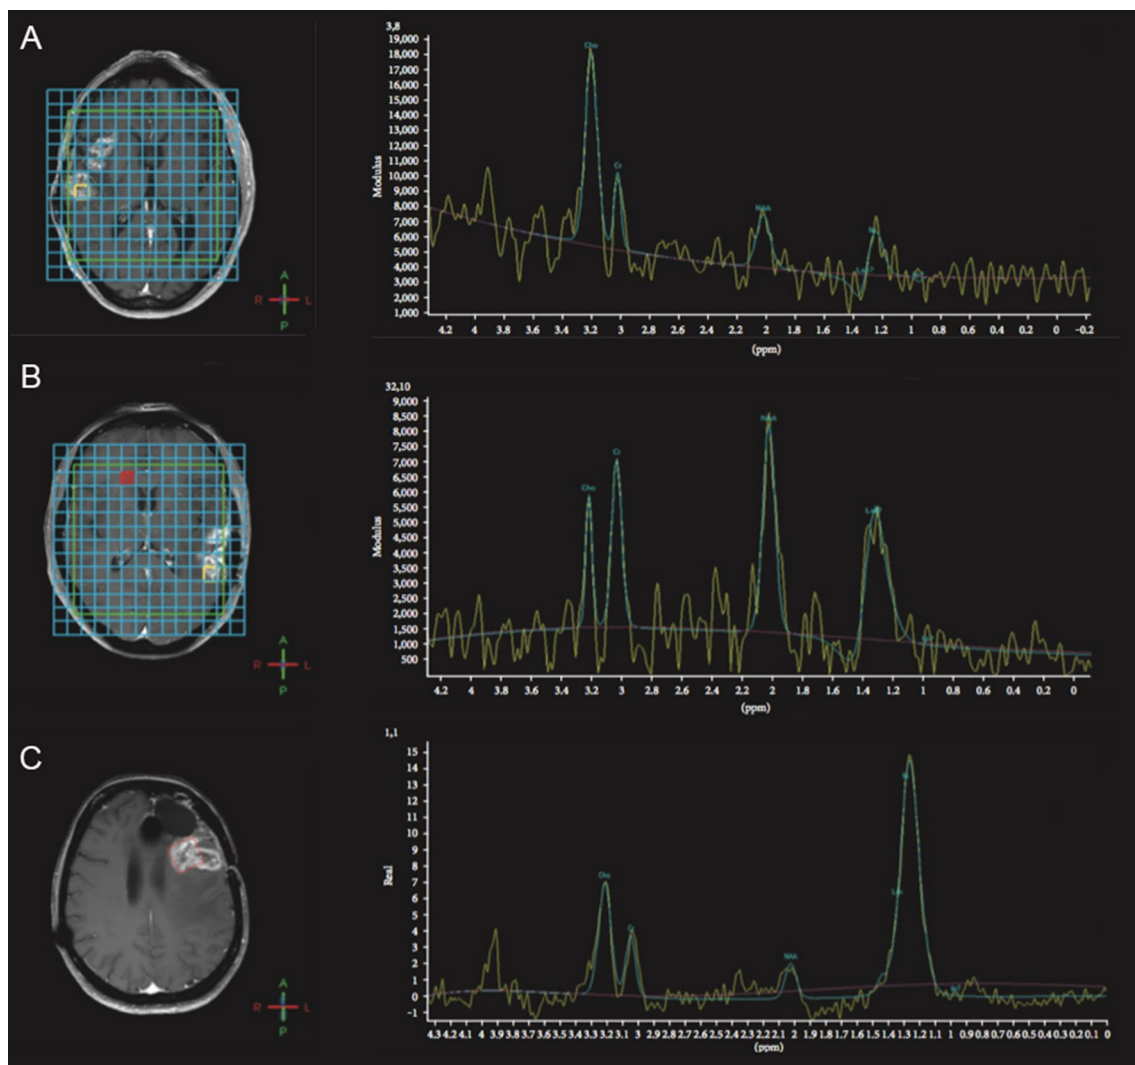 A
3,8
Modulus
19,000
18,000
17,000
16,000
15,000
14,000
13,000
12,000
11,000
10,000
9,000
8,000
7,000
6,000
5,000
4,000
3,000
2,000
1,000
Cho
Cr
NAA
4.2 4 3.8 3.6 3.4 3.2 3 2.8 2.6 2.4 2.2 2 1.8 1.6 1.4 1.2 1 0.8 0.6 0.4 0.2 0 −0.2
(ppm)
A
R L
P
B
32,10
Modulus
9,000
8,500
8,000
7,500
7,000
6,500
6,000
5,500
5,000
4,500
4,000
3,500
3,000
2,500
2,000
1,500
1,000
500
Cho
Cr
NAA
4.2 4 3.8 3.6 3.4 3.2 3 2.8 2.6 2.4 2.2 2 1.8 1.6 1.4 1.2 1 0.8 0.6 0.4 0.2 0
(ppm)
A
R L
P
C
1,1
Real
15
14
13
12
11
10
9
8
7
6
5
4
3
2
1
0
-1
Cho
NAA
Lac
4.3 4.2 4.1 4 3.9 3.8 3.7 3.6 3.5 3.4 3.3 3.2 3.1 3 2.9 2.8 2.7 2.6 2.5 2.4 2.3 2.2 2.1 2 1.9 1.8 1.7 1.6 1.5 1.4 1.3 1.2 1.1 1 0.9 0.8 0.7 0.6 0.5 0.4 0.3 0.2 0.1 0
(ppm)
A
R L
P